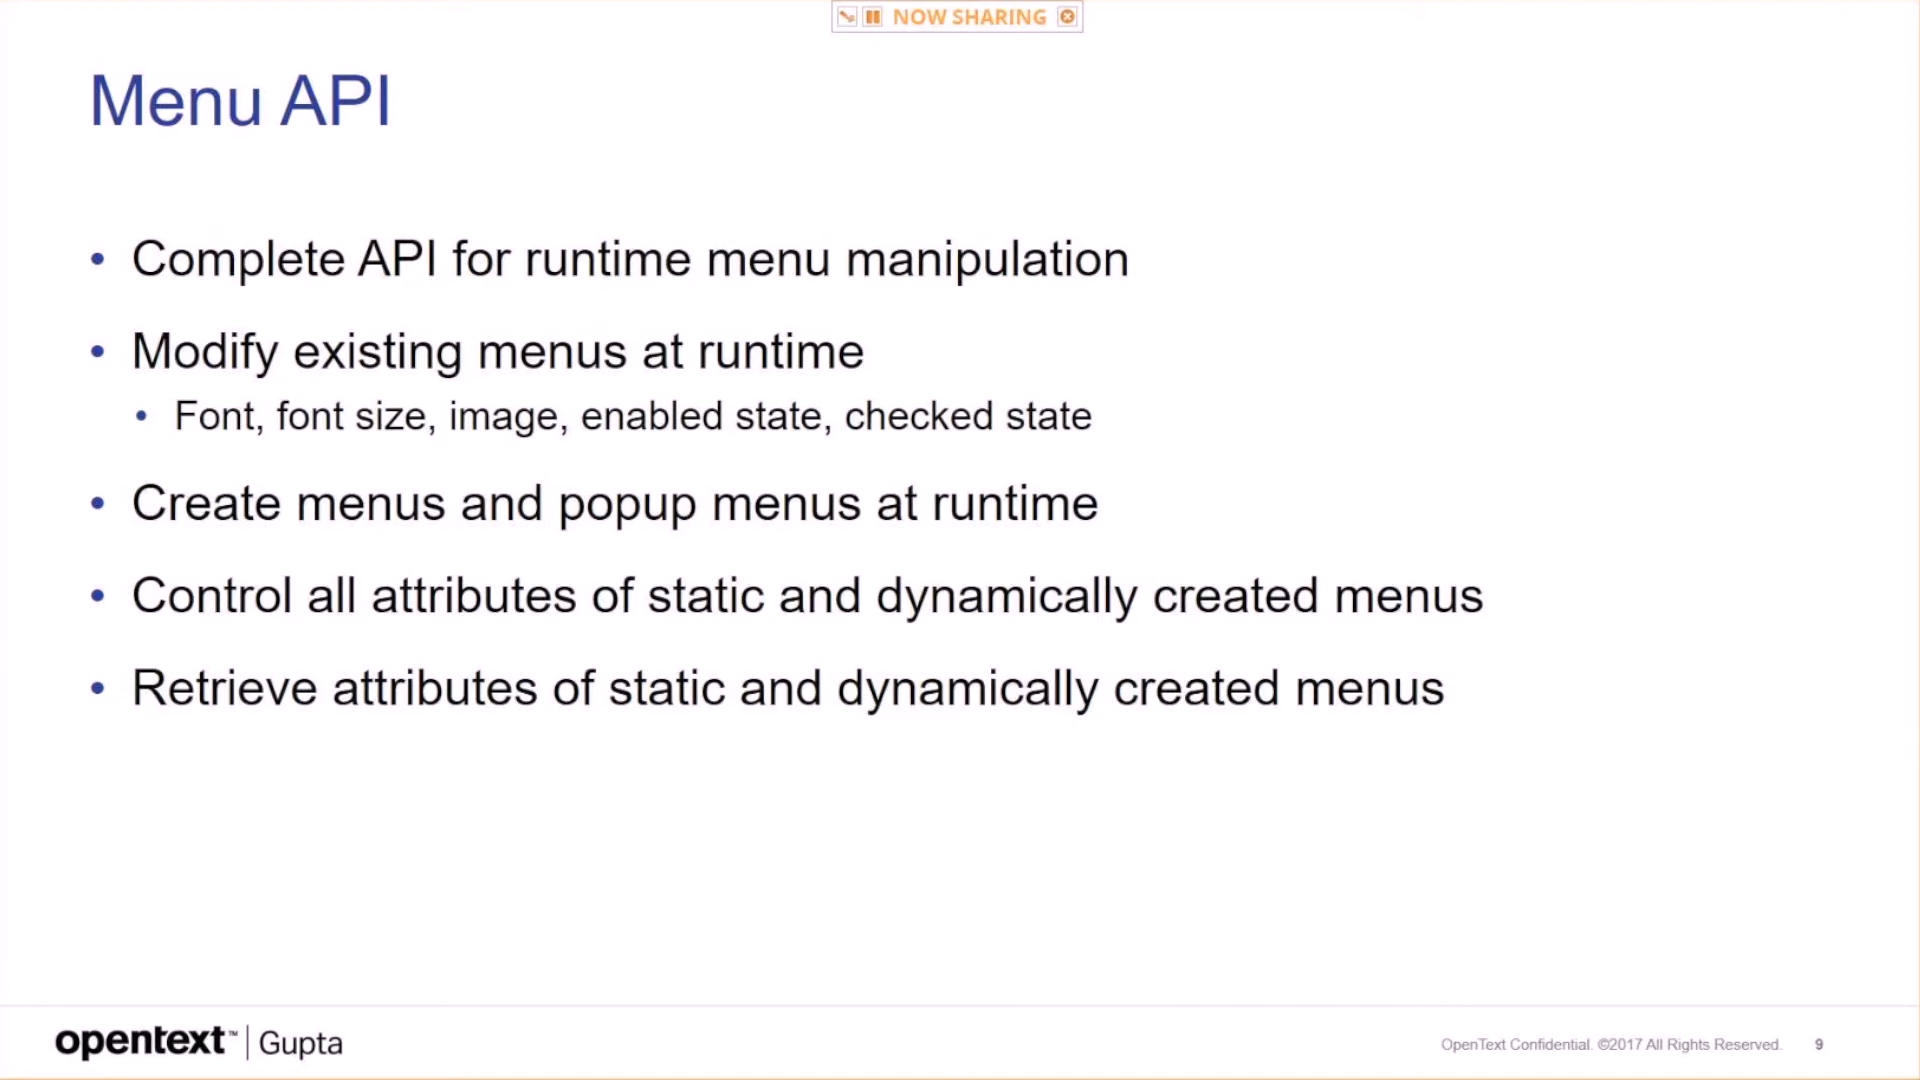 NOW SHARING
Menu API
• Complete API for runtime menu manipulation
• Modify existing menus at runtime
• Font, font size, image, enabled state, checked state
• Create menus and popup menus at runtime
• Control all attributes of static and dynamically created menus
• Retrieve attributes of static and dynamically created menus
opentext™ | Gupta
OpenText Confidential. ©2017 All Rights Reserved. 9